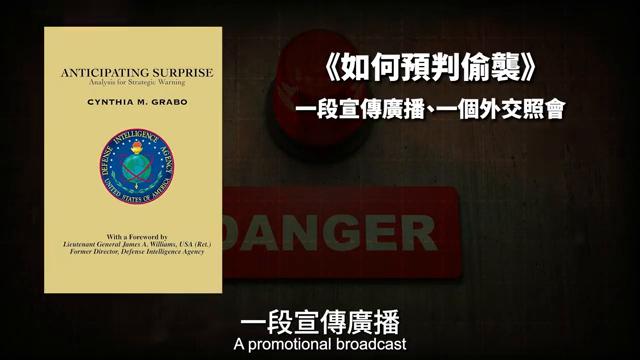 ANTICIPATING SURPRISE
Analysis for Strategic Warning
CYNTHIA M. GRABO
DEFENSE INTELLIGENCE AGENCY
UNITED STATES OF AMERICA
With a Foreword by
Lieutenant General James A. Williams, USA (Ret.)
Former Director, Defense Intelligence Agency
《如何預判偷襲》
一段宣傳廣播、一個外交照會
DANGER
一段宣傳廣播
A promotional broadcast